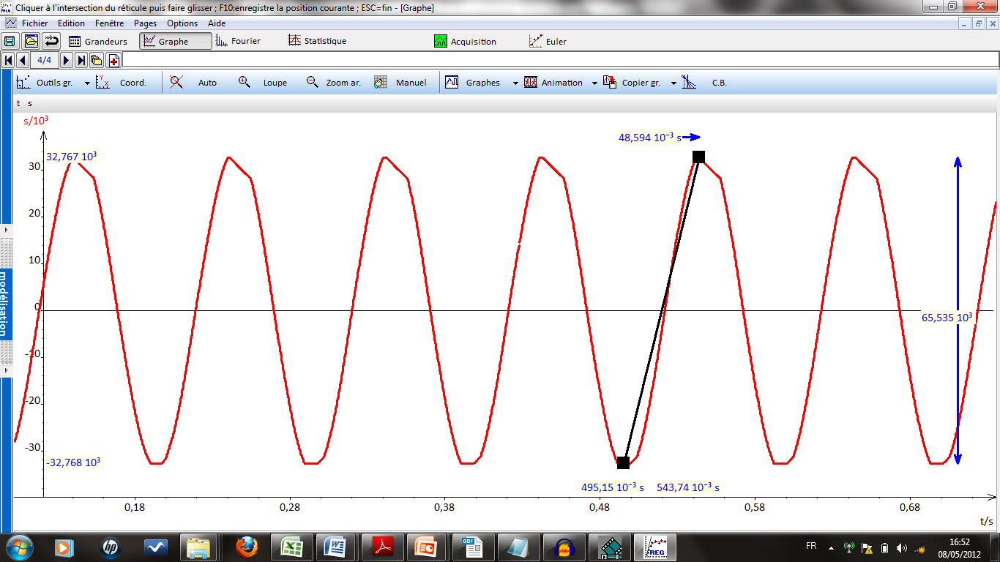 Cliquer à l'intersection du réticule puis faire glisser ; F10:enregistre la position courante ; ESC=fin - [Graphe]
Fichier Edition Fenêtre Pages Options Aide
Grandeurs Graphe Fourier Statistique Acquisition Euler
4/4
Outils gr. Coord. Auto Loupe Zoom ar. Manuel Graphes Animation Copier gr. C.B.
t s
s/10³
48,594 10⁻³ s
32,767 10³
30
20
10
0
-10
-20
-30
65,535 10³
modélisation
-32,768 10³
495,15 10⁻³ s 543,74 10⁻³ s
0,18 0,28 0,38 0,48 0,58 0,68
t/s
FR
16:52
08/05/2012
hp
PDF
REG